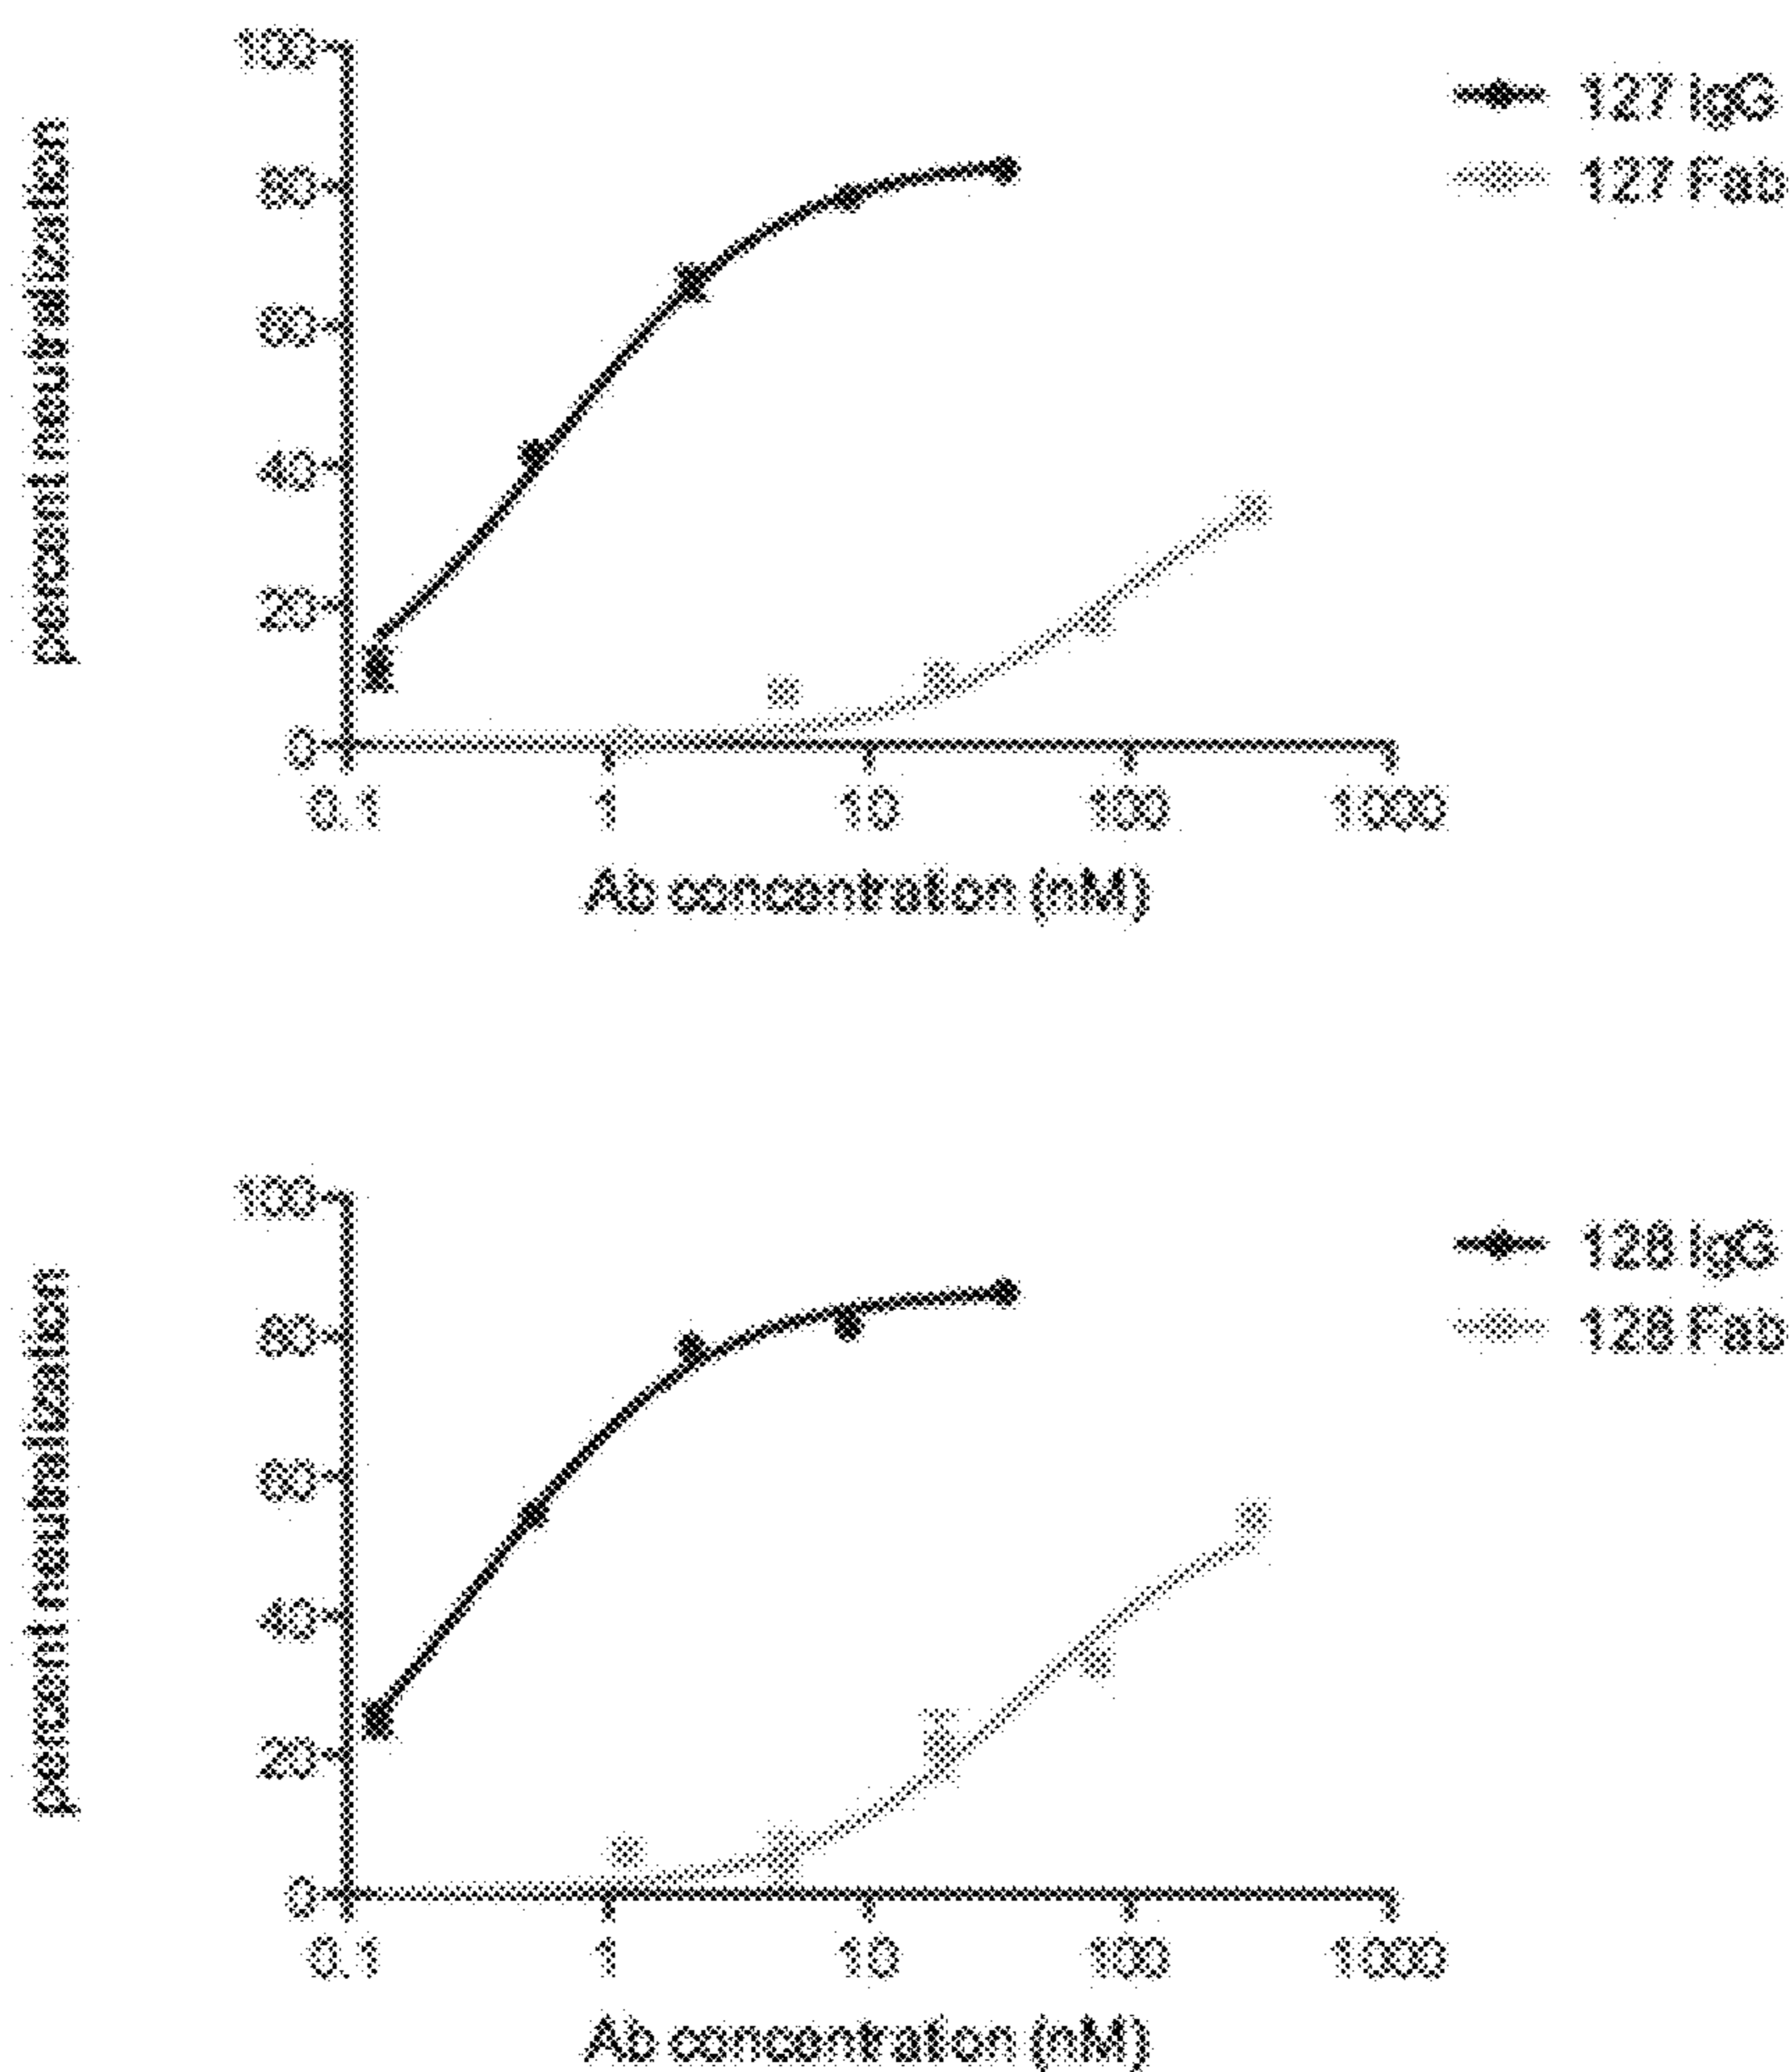 percent neutralization
100
80
60
40
20
0
0.1 1 10 100 1000
Ab concentration (nM)
127 IgG
127 Fab
percent neutralization
100
80
60
40
20
0
0.1 1 10 100 1000
Ab concentration (nM)
128 IgG
128 Fab